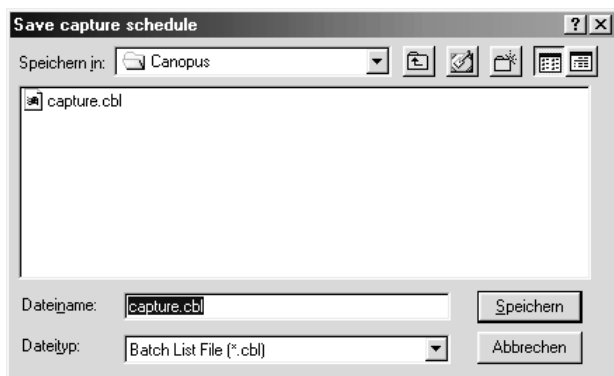 Save capture schedule
Speichern in: Canopus
capture.cbl
Dateiname: capture.cbl Speichern
Dateityp: Batch List File (*.cbl) Abbrechen